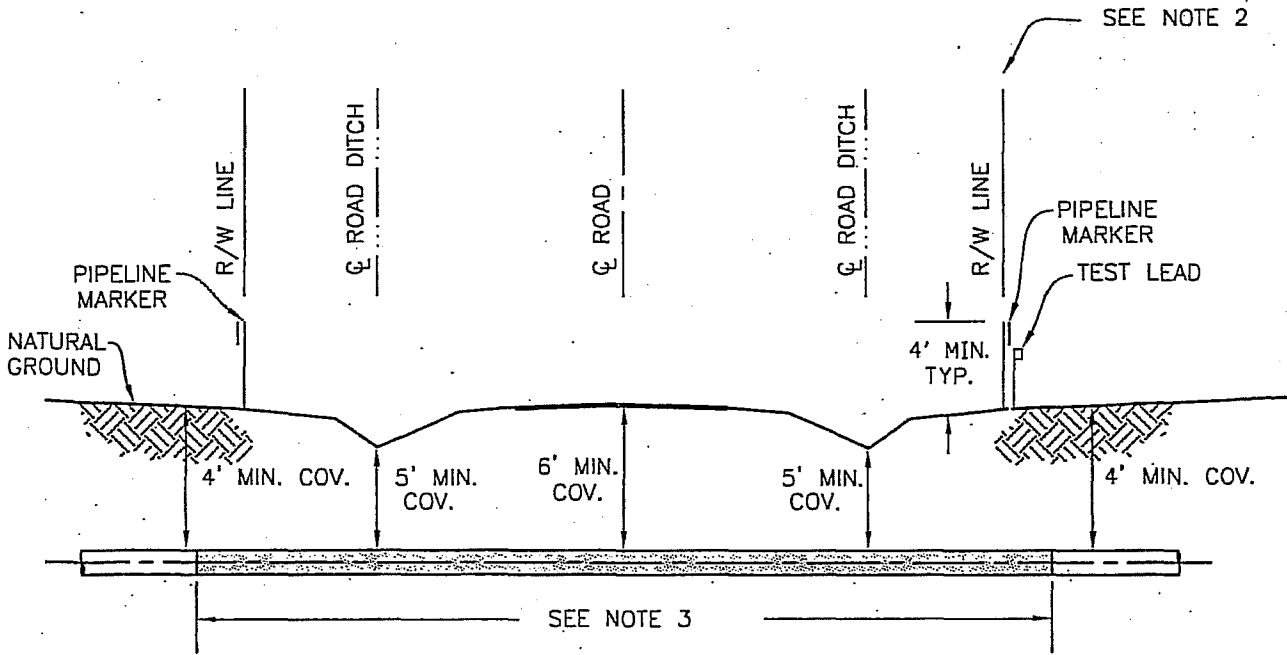 SEE NOTE 2
R/W LINE
℄ ROAD DITCH
℄ ROAD
℄ ROAD DITCH
R/W LINE
PIPELINE
MARKER
PIPELINE
MARKER
TEST LEAD
NATURAL
GROUND
4' MIN.
TYP.
4' MIN. COV.
5' MIN.
COV.
6' MIN.
COV.
5' MIN.
COV.
4' MIN. COV.
SEE NOTE 3